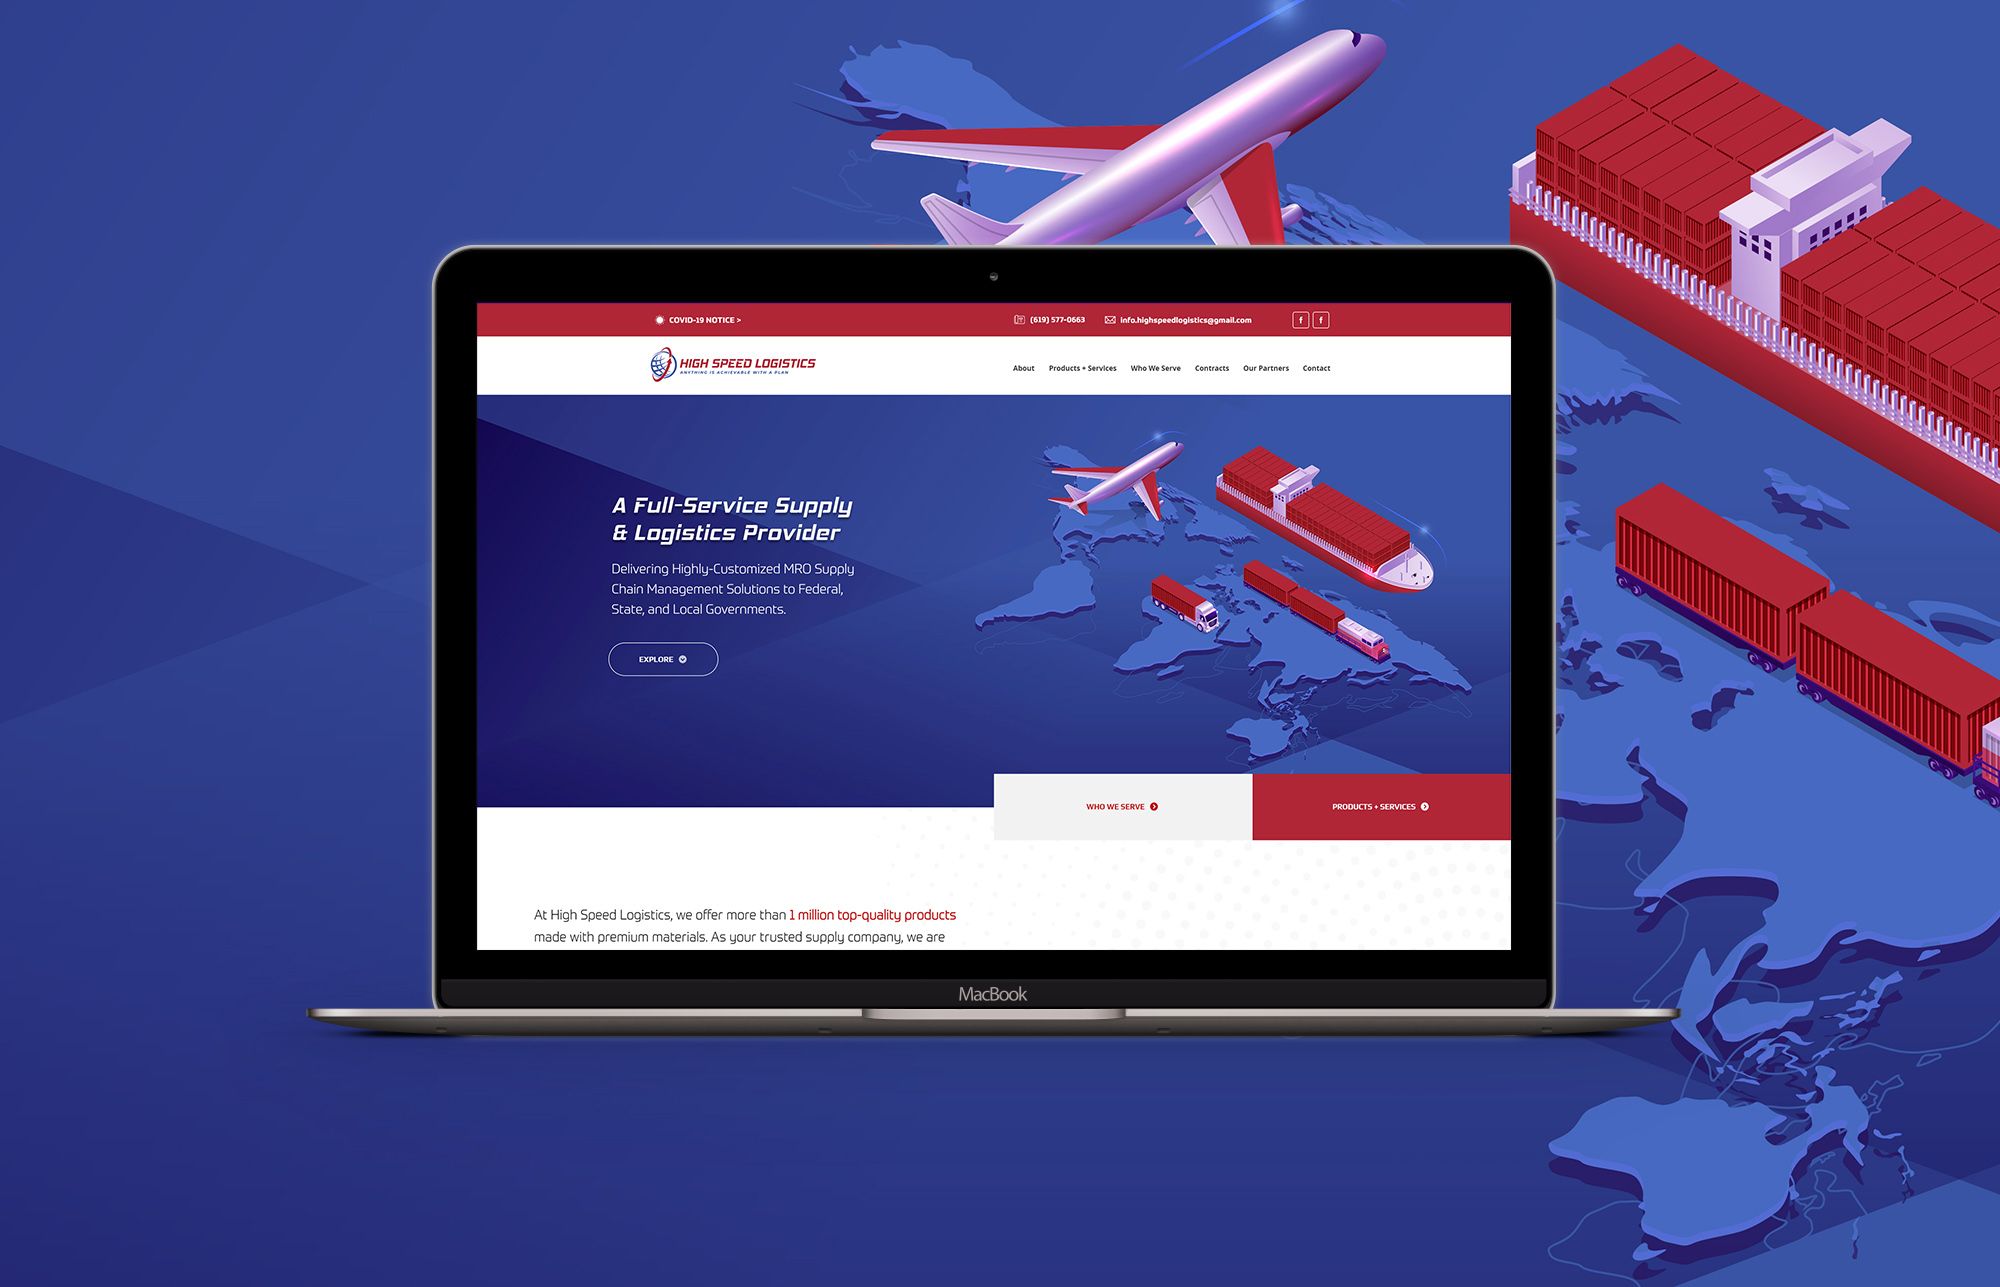 COVID-19 NOTICE >
(619) 577-0663
info.highspeedlogistics@gmail.com
f
f
HIGH SPEED LOGISTICS
ANYTHING IS ACHIEVABLE WITH A PLAN
About
Products + Services
Who We Serve
Contracts
Our Partners
Contact
A Full-Service Supply
& Logistics Provider
Delivering Highly-Customized MRO Supply
Chain Management Solutions to Federal,
State, and Local Governments.
EXPLORE
WHO WE SERVE
PRODUCTS + SERVICES
At High Speed Logistics, we offer more than 1 million top-quality products
made with premium materials. As your trusted supply company, we are
MacBook